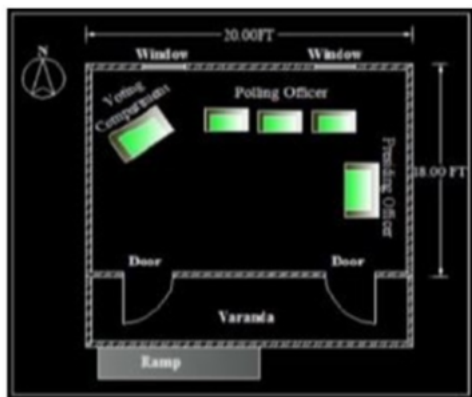 20.00FT
N
Window
Window
Voting
Compartment
Polling Officer
Presiding Officer
18.00 FT
Door
Door
Varanda
Ramp